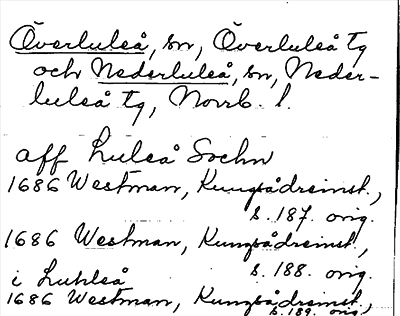 Överluleå, sn, Överluleå tg
och Nederluleå, sn, Neder-
luleå tg, Norrb. l.
aff Luleå Sochn
1686 Westman, Kungsådreinst.,
s. 187. orig.
1686 Westman, Kungsådreinst.,
s. 188. orig.
i Luhleå
1686 Westman, Kungsådreinst.,
s. 189. orig.